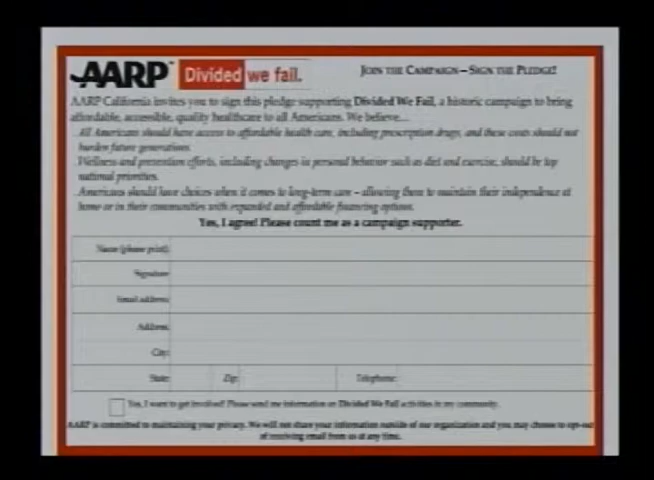 AARP Divided we fail.
JOIN THE CAMPAIGN – SIGN THE PLEDGE!
AARP California invites you to sign this pledge supporting Divided We Fail, a historic campaign to bring
affordable, accessible, quality healthcare to all Americans. We believe...
All Americans should have access to affordable health care, including prescription drugs, and these costs should not
burden future generations.
Wellness and prevention efforts, including changes in personal behavior such as diet and exercise, should be top
national priorities.
Americans should have choices when it comes to long-term care – allowing them to maintain their independence at
home or in their communities with expanded and affordable financing options.
Yes, I agree! Please count me as a campaign supporter.
Name (please print):
Signature:
Email address:
Address:
City:
State: Zip: Telephone:
Yes, I want to get involved! Please send me information on Divided We Fail activities in my community.
AARP is committed to maintaining your privacy. We will not share your information outside of our organization and you may choose to opt-out
of receiving email from us at any time.